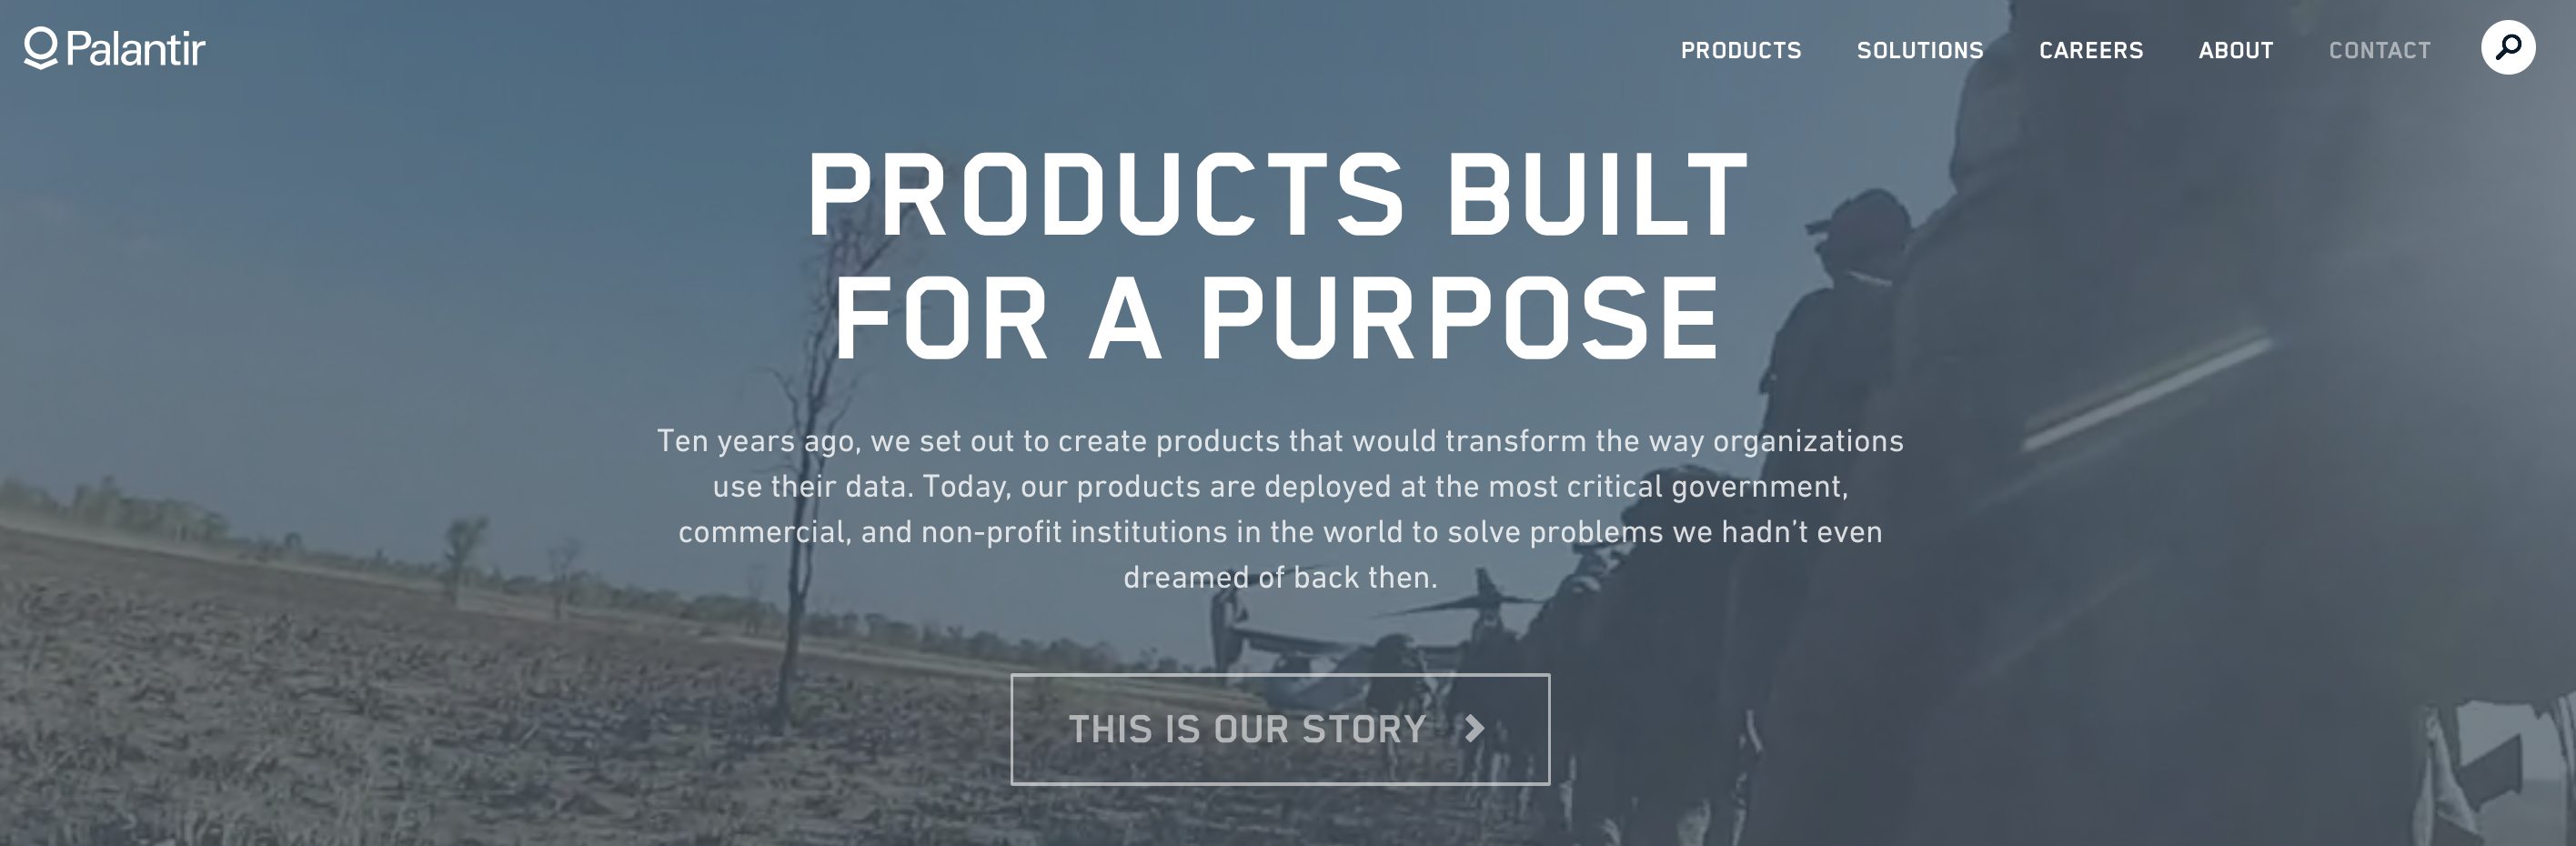 Palantir
PRODUCTS SOLUTIONS CAREERS ABOUT CONTACT
PRODUCTS BUILT
FOR A PURPOSE
Ten years ago, we set out to create products that would transform the way organizations
use their data. Today, our products are deployed at the most critical government,
commercial, and non-profit institutions in the world to solve problems we hadn’t even
dreamed of back then.
THIS IS OUR STORY